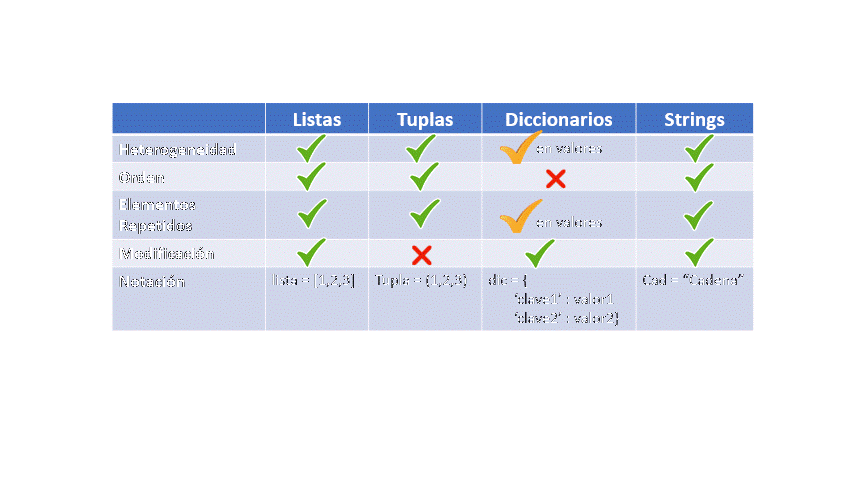 Listas Tuplas Diccionarios Strings
Heterogeneidad en valores
Orden
Elementos
Repetidos en valores
Modificación
Notación lista = [1,2,3] Tupla = (1,2,3) dic = { Cad = “Cadena”
‘clave1’ : valor1
‘clave2’ : valor2}